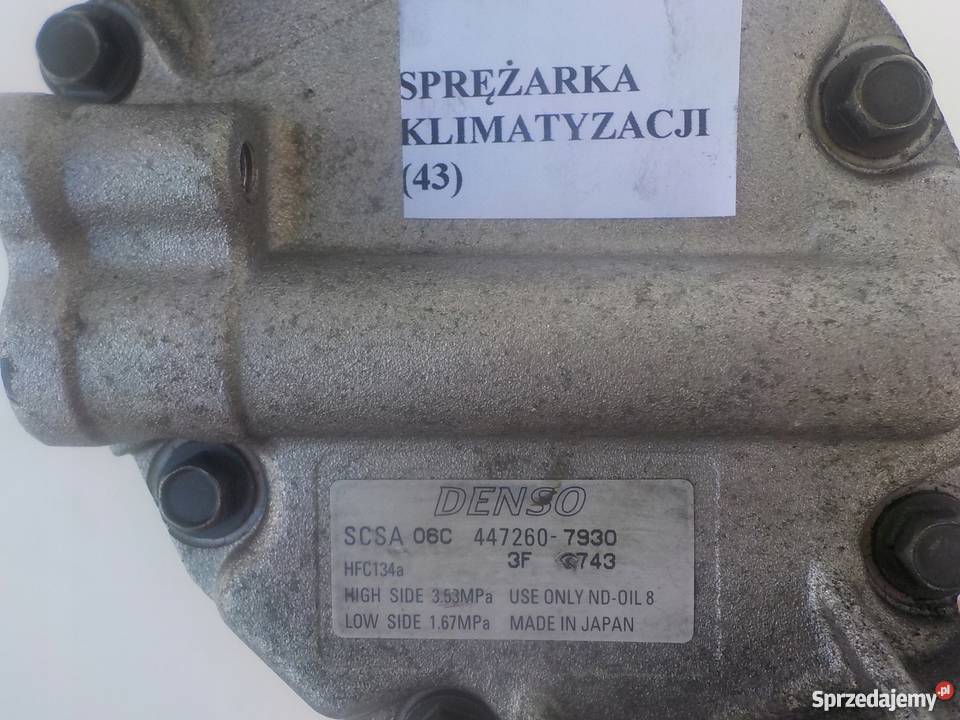 SPRĘŻARKA
KLIMATYZACJI
(43)
DENSO
SCSA 06C 447260-7930
3F
HFC134a
HIGH SIDE 3.53MPa USE ONLY ND-OIL 8
LOW SIDE 1.67MPa MADE IN JAPAN
Sprzedajemy.pl